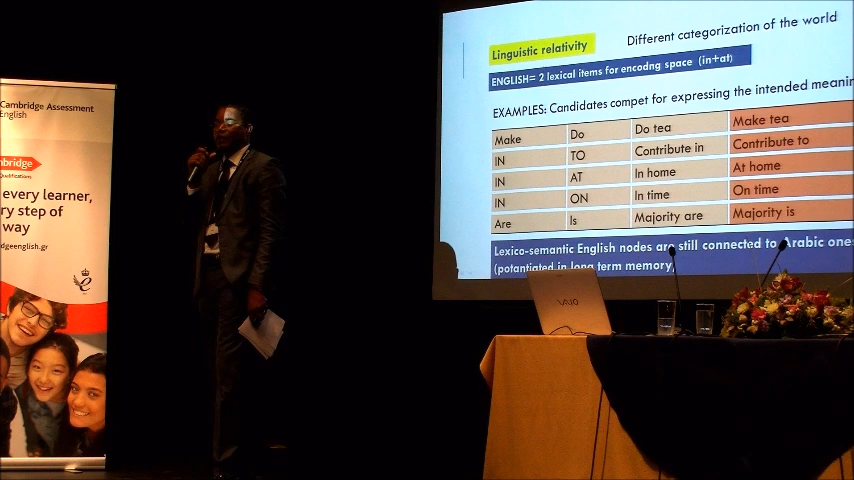 Cambridge Assessment
English
bridge
Qualifications
every learner,
ry step of
way
dgeenglish.gr
Linguistic relativity
Different categorization of the world
ENGLISH= 2 lexical items for encodng space (in+at)
EXAMPLES: Candidates compet for expressing the intended meanin
Make Do Do tea Make tea
IN TO Contribute in Contribute to
IN AT In home At home
IN ON In time On time
Are Is Majority are Majority is
Lexico-semantic English nodes are still connected to Arabic ones
(potantiated in long term memory)
VAIO